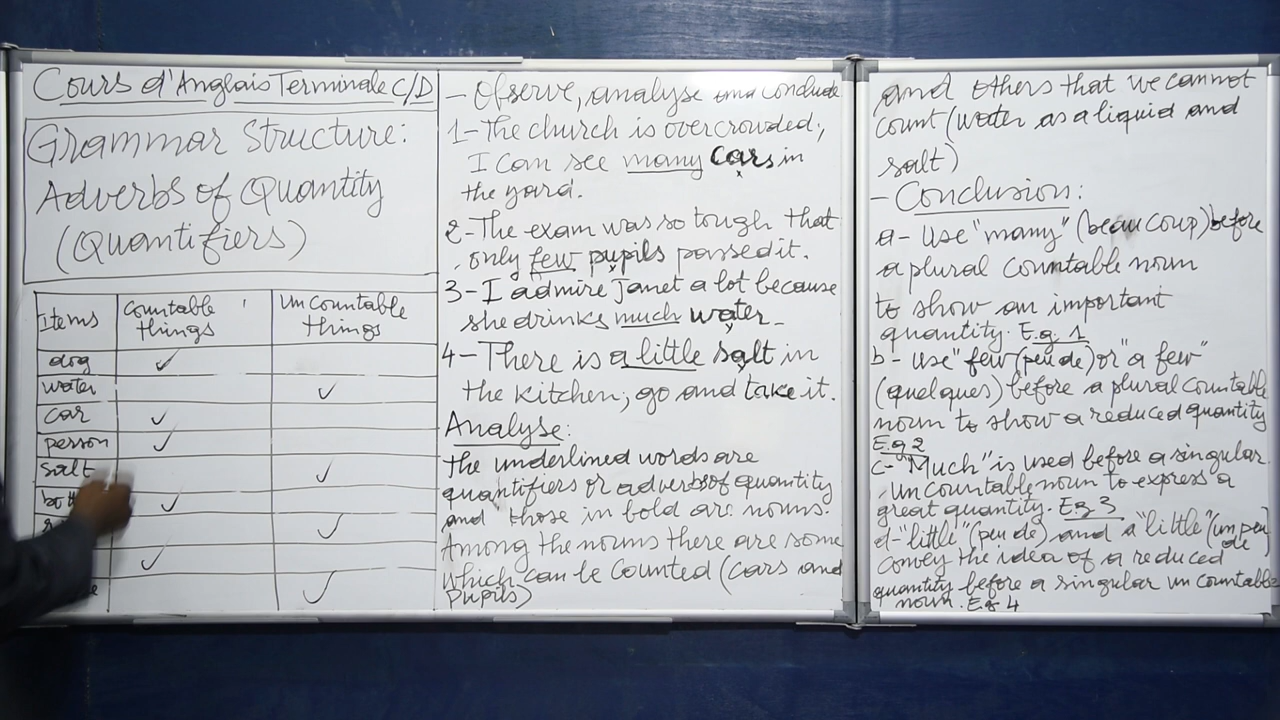 Cours d'Anglais Terminale C/D
Grammar Structure:
Adverbs of Quantity
(Quantifiers)
Items
Countable things
Uncountable things
dog ✓
water ✓
car ✓
person ✓
salt ✓
✓
✓
✓
✓
- Observe, analyse and conclude
1- The church is overcrowded;
I can see many cars in
the yard.
2- The exam was so tough that
only few pupils passed it.
3- I admire Janet a lot because
she drinks much water.
4- There is a little salt in
the kitchen; go and take it.
Analyse:
The underlined words are
quantifiers or adverbs of quantity
and those in bold are nouns.
Among the nouns there are some
which can be counted (cars and
pupils)
and others that we cannot
count (water as a liquid and
salt)
- Conclusion:
a- Use "many" (beaucoup) before
a plural countable noun
to show an important
quantity. E.g 1
b- Use "few (peu de) or "a few"
(quelques) before a plural countable
noun to show a reduced quantity
E.g 2
c- "Much" is used before a singular
uncountable noun to express a
great quantity. E.g 3
d- "little" (peu de) and a "little" (un peu de)
convey the idea of a reduced
quantity before a singular uncountable
noun. E.g 4